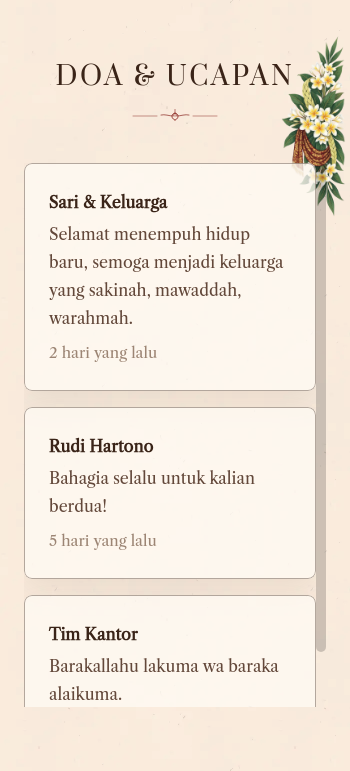 DOA & UCAPAN
Sari & Keluarga
Selamat menempuh hidup
baru, semoga menjadi keluarga
yang sakinah, mawaddah,
warahmah.
2 hari yang lalu
Rudi Hartono
Bahagia selalu untuk kalian
berdua!
5 hari yang lalu
Tim Kantor
Barakallahu lakuma wa baraka
alaikuma.